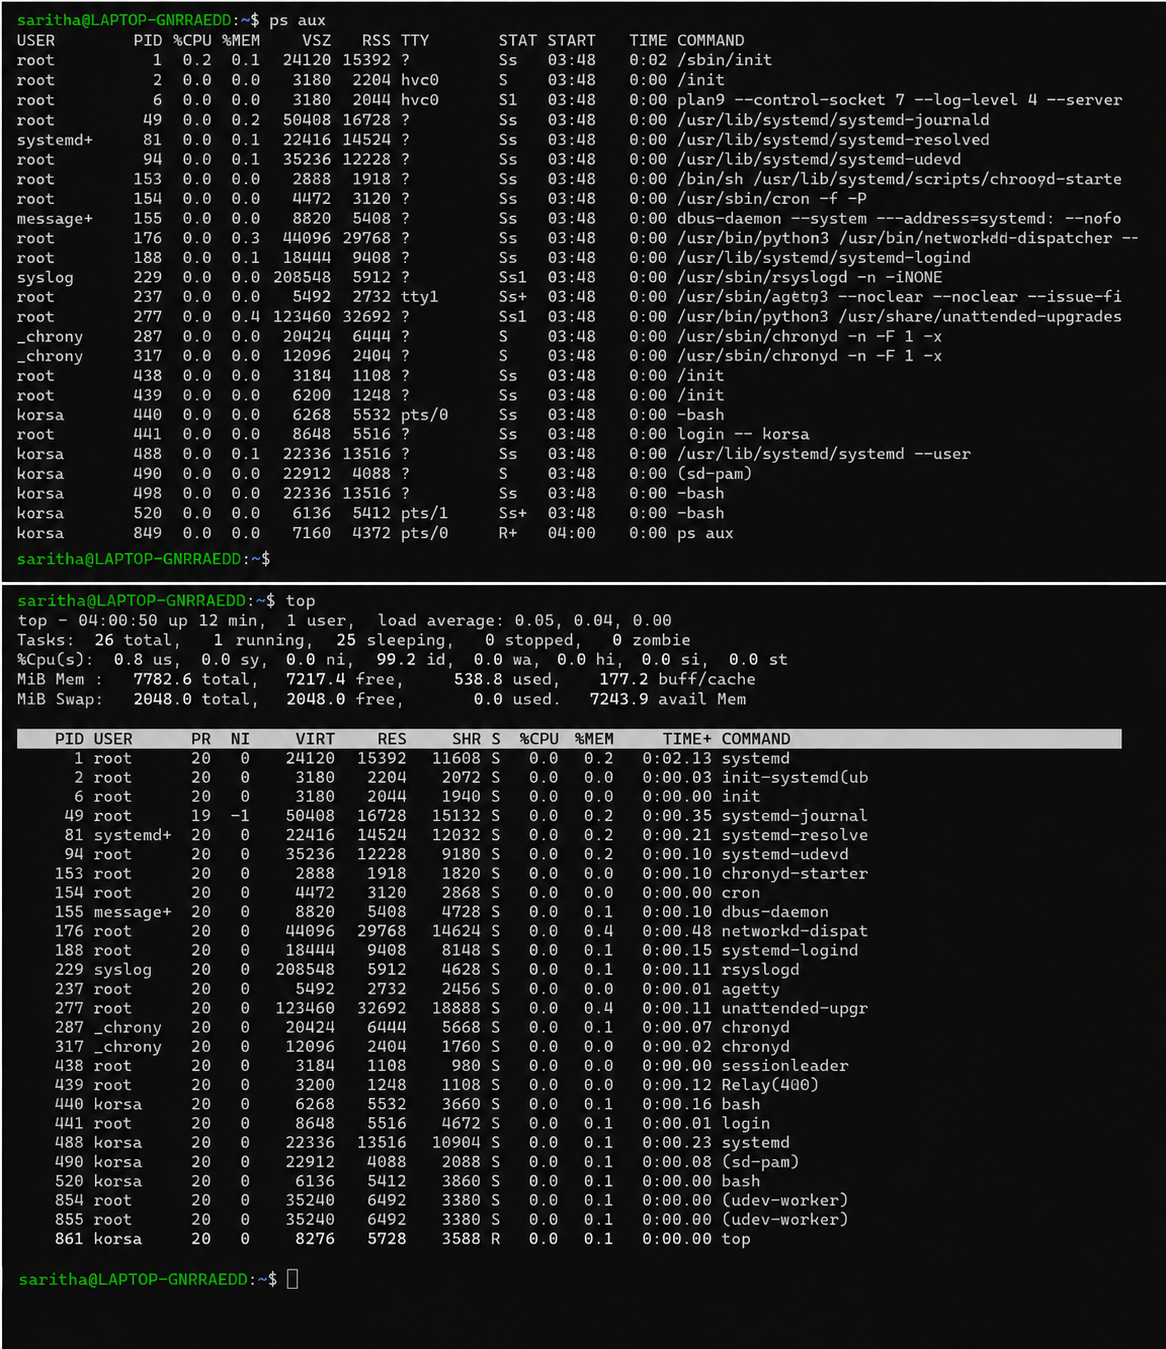 saritha@LAPTOP-GNRRAEDD:~$ ps aux
USER PID %CPU %MEM VSZ RSS TTY STAT START TIME COMMAND
root 1 0.2 0.1 24120 15392 ? Ss 03:48 0:02 /sbin/init
root 2 0.0 0.0 3180 2204 hvc0 S 03:48 0:00 /init
root 6 0.0 0.0 3180 2044 hvc0 S1 03:48 0:00 plan9 --control-socket 7 --log-level 4 --server
root 49 0.0 0.2 50408 16728 ? Ss 03:48 0:00 /usr/lib/systemd/systemd-journald
systemd+ 81 0.0 0.1 22416 14524 ? Ss 03:48 0:00 /usr/lib/systemd/systemd-resolved
root 94 0.0 0.1 35236 12228 ? Ss 03:48 0:00 /usr/lib/systemd/systemd-udevd
root 153 0.0 0.0 2888 1918 ? Ss 03:48 0:00 /bin/sh /usr/lib/systemd/scripts/chrooyd-starte
root 154 0.0 0.0 4472 3120 ? Ss 03:48 0:00 /usr/sbin/cron -f -P
message+ 155 0.0 0.0 8820 5408 ? Ss 03:48 0:00 dbus-daemon --system ---address=systemd: --nofo
root 176 0.0 0.3 44096 29768 ? Ss 03:48 0:00 /usr/bin/python3 /usr/bin/networkdd-dispatcher --
root 188 0.0 0.1 18444 9408 ? Ss 03:48 0:00 /usr/lib/systemd/systemd-logind
syslog 229 0.0 0.0 208548 5912 ? Ss1 03:48 0:00 /usr/sbin/rsyslogd -n -iNONE
root 237 0.0 0.0 5492 2732 tty1 Ss+ 03:48 0:00 /usr/sbin/agettg3 --noclear --noclear --issue-fi
root 277 0.0 0.4 123460 32692 ? Ss1 03:48 0:00 /usr/bin/python3 /usr/share/unattended-upgrades
_chrony 287 0.0 0.0 20424 6444 ? S 03:48 0:00 /usr/sbin/chronyd -n -F 1 -x
_chrony 317 0.0 0.0 12096 2404 ? S 03:48 0:00 /usr/sbin/chronyd -n -F 1 -x
root 438 0.0 0.0 3184 1108 ? Ss 03:48 0:00 /init
root 439 0.0 0.0 6200 1248 ? Ss 03:48 0:00 /init
korsa 440 0.0 0.0 6268 5532 pts/0 Ss 03:48 0:00 -bash
root 441 0.0 0.0 8648 5516 ? Ss 03:48 0:00 login -- korsa
korsa 488 0.0 0.1 22336 13516 ? Ss 03:48 0:00 /usr/lib/systemd/systemd --user
korsa 490 0.0 0.0 22912 4088 ? S 03:48 0:00 (sd-pam)
korsa 498 0.0 0.0 22336 13516 ? Ss 03:48 0:00 -bash
korsa 520 0.0 0.0 6136 5412 pts/1 Ss+ 03:48 0:00 -bash
korsa 849 0.0 0.0 7160 4372 pts/0 R+ 04:00 0:00 ps aux
saritha@LAPTOP-GNRRAEDD:~$
saritha@LAPTOP-GNRRAEDD:~$ top
top - 04:00:50 up 12 min, 1 user, load average: 0.05, 0.04, 0.00
Tasks: 26 total, 1 running, 25 sleeping, 0 stopped, 0 zombie
%Cpu(s): 0.8 us, 0.0 sy, 0.0 ni, 99.2 id, 0.0 wa, 0.0 hi, 0.0 si, 0.0 st
MiB Mem : 7782.6 total, 7217.4 free, 538.8 used, 177.2 buff/cache
MiB Swap: 2048.0 total, 2048.0 free, 0.0 used. 7243.9 avail Mem
PID USER PR NI VIRT RES SHR S %CPU %MEM TIME+ COMMAND
1 root 20 0 24120 15392 11608 S 0.0 0.2 0:02.13 systemd
2 root 20 0 3180 2204 2072 S 0.0 0.0 0:00.03 init-systemd(ub
6 root 20 0 3180 2044 1940 S 0.0 0.0 0:00.00 init
49 root 19 -1 50408 16728 15132 S 0.0 0.2 0:00.35 systemd-journal
81 systemd+ 20 0 22416 14524 12032 S 0.0 0.2 0:00.21 systemd-resolve
94 root 20 0 35236 12228 9180 S 0.0 0.2 0:00.10 systemd-udevd
153 root 20 0 2888 1918 1820 S 0.0 0.0 0:00.10 chronyd-starter
154 root 20 0 4472 3120 2868 S 0.0 0.0 0:00.00 cron
155 message+ 20 0 8820 5408 4728 S 0.0 0.1 0:00.10 dbus-daemon
176 root 20 0 44096 29768 14624 S 0.0 0.4 0:00.48 networkd-dispat
188 root 20 0 18444 9408 8148 S 0.0 0.1 0:00.15 systemd-logind
229 syslog 20 0 208548 5912 4628 S 0.0 0.1 0:00.11 rsyslogd
237 root 20 0 5492 2732 2456 S 0.0 0.0 0:00.01 agetty
277 root 20 0 123460 32692 18888 S 0.0 0.4 0:00.11 unattended-upgr
287 _chrony 20 0 20424 6444 5668 S 0.0 0.1 0:00.07 chronyd
317 _chrony 20 0 12096 2404 1760 S 0.0 0.0 0:00.02 chronyd
438 root 20 0 3184 1108 980 S 0.0 0.0 0:00.00 sessionleader
439 root 20 0 3200 1248 1108 S 0.0 0.0 0:00.12 Relay(400)
440 korsa 20 0 6268 5532 3660 S 0.0 0.1 0:00.16 bash
441 root 20 0 8648 5516 4672 S 0.0 0.1 0:00.01 login
488 korsa 20 0 22336 13516 10904 S 0.0 0.1 0:00.23 systemd
490 korsa 20 0 22912 4088 2088 S 0.0 0.1 0:00.08 (sd-pam)
520 korsa 20 0 6136 5412 3860 S 0.0 0.1 0:00.00 bash
854 root 20 0 35240 6492 3380 S 0.0 0.1 0:00.00 (udev-worker)
855 root 20 0 35240 6492 3380 S 0.0 0.1 0:00.00 (udev-worker)
861 korsa 20 0 8276 5728 3588 R 0.0 0.1 0:00.00 top
saritha@LAPTOP-GNRRAEDD:~$